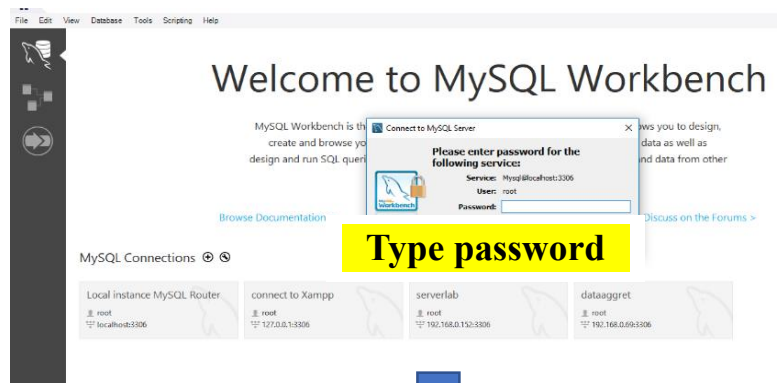 File Edit View Database Tools Scripting Help
Welcome to MySQL Workbench
MySQL Workbench is th
create and browse yo
design and run SQL queri
ows you to design,
data as well as
nd data from other
Connect to MySQL Server
Please enter password for the
following service:
Service: Mysql@localhost:3306
User: root
Password:
Workbench
Browse Documentation
Discuss on the Forums >
Type password
MySQL Connections
Local instance MySQL Router
root
localhost:3306
connect to Xampp
root
127.0.0.1:3306
serverlab
root
192.168.0.152:3306
dataaggret
root
192.168.0.69:3306